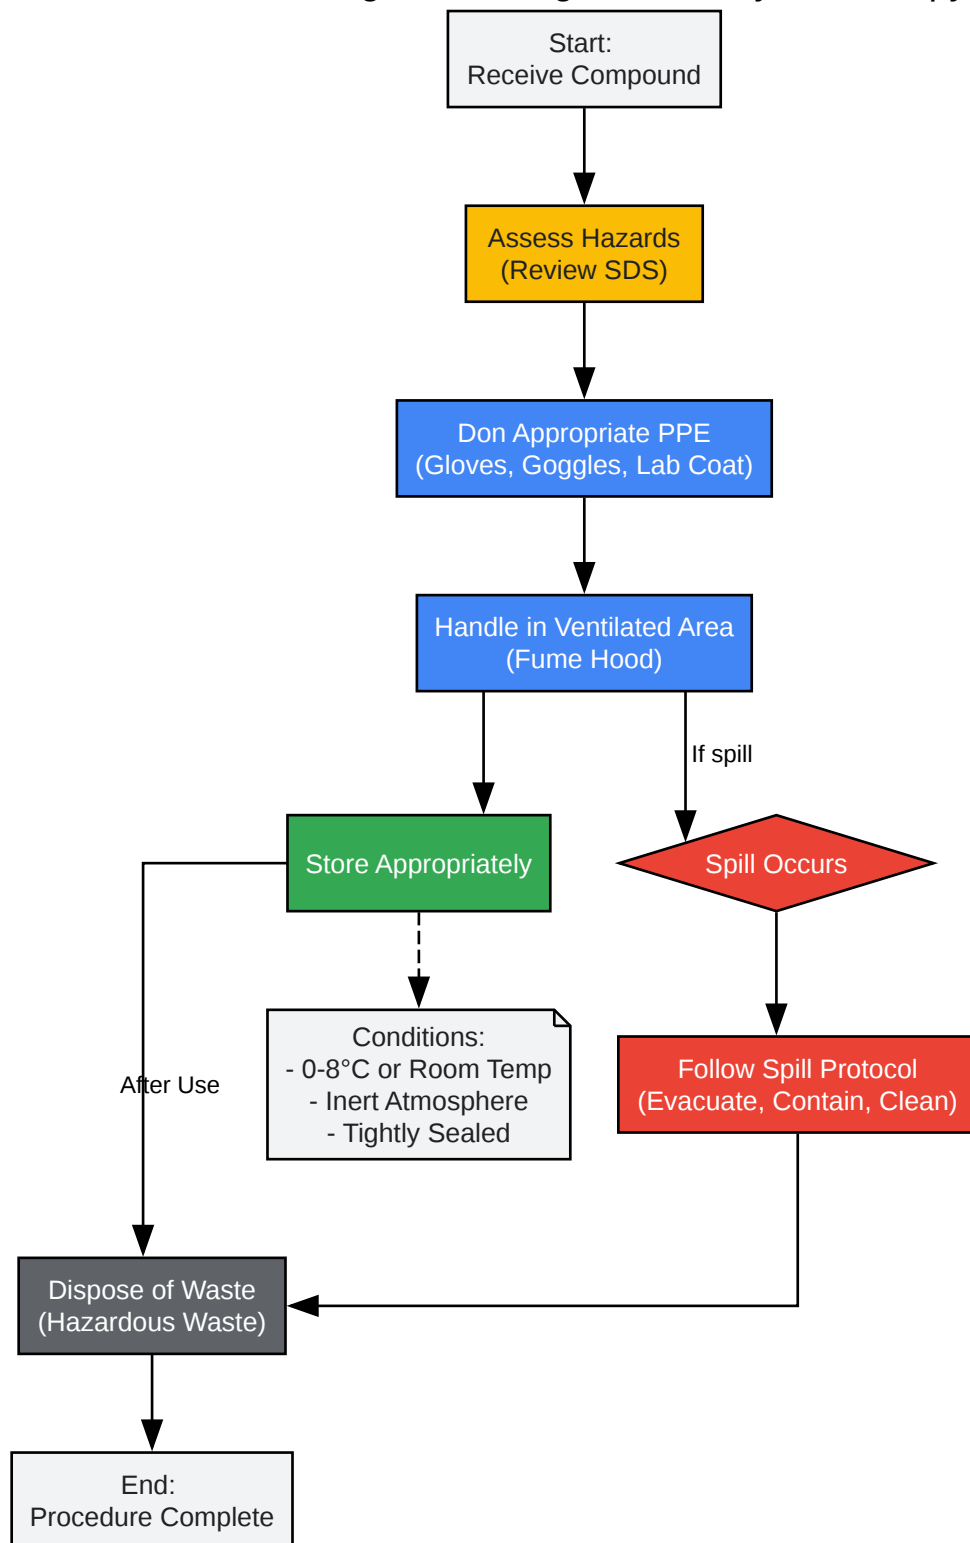 Start:
Receive Compound
Assess Hazards
(Review SDS)
Don Appropriate PPE
(Gloves, Goggles, Lab Coat)
Handle in Ventilated Area
(Fume Hood)
If spill
Store Appropriately
Spill Occurs
Conditions:
- 0-8°C or Room Temp
- Inert Atmosphere
- Tightly Sealed
Follow Spill Protocol
(Evacuate, Contain, Clean)
After Use
Dispose of Waste
(Hazardous Waste)
End:
Procedure Complete